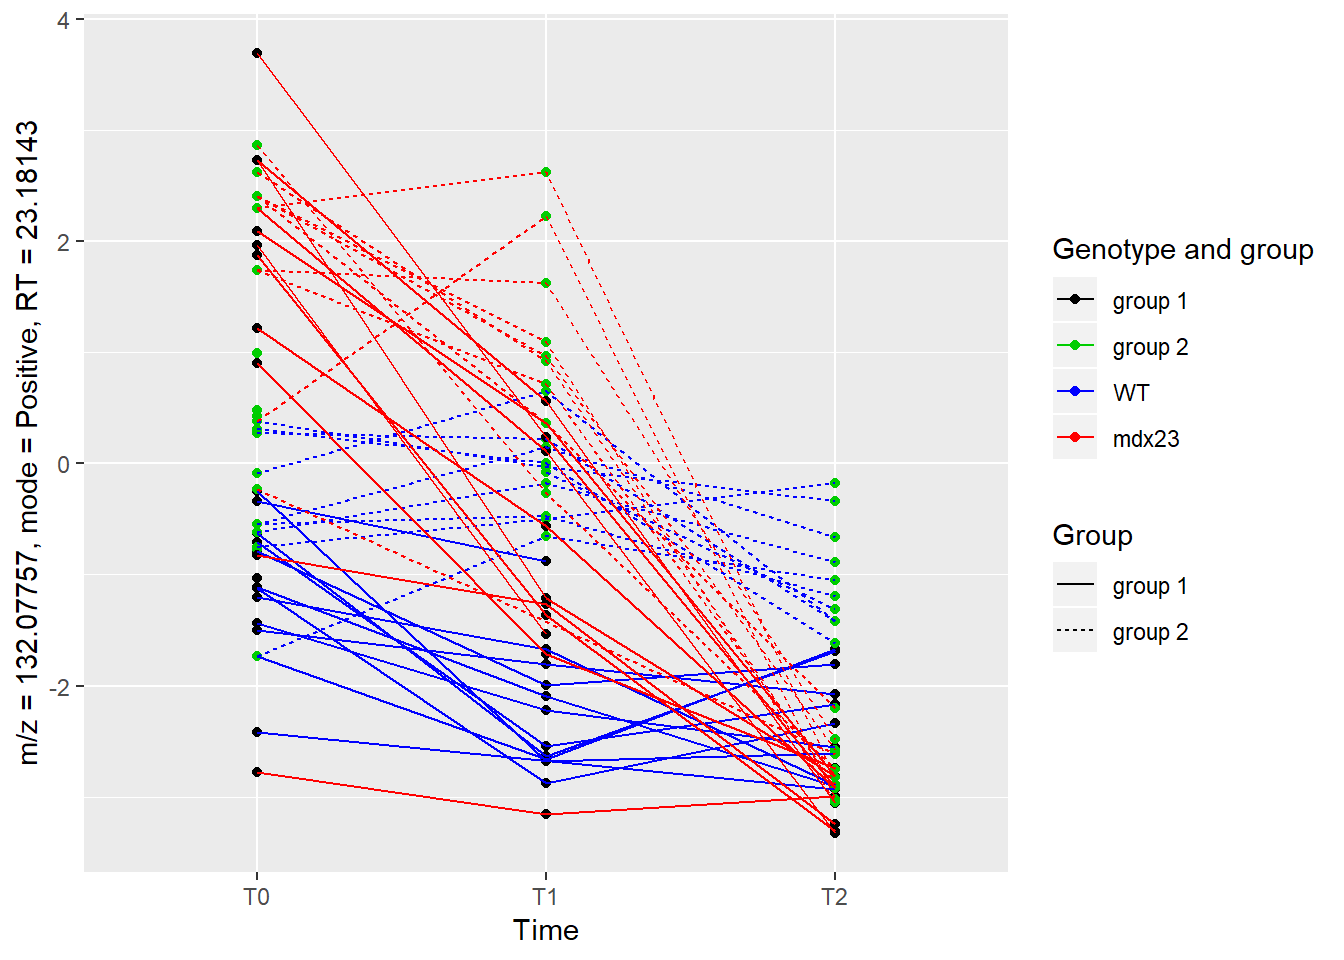 4
2
0
-2
m/z = 132.07757, mode = Positive, RT = 23.18143
T0
T1
T2
Time
Genotype and group
group 1
group 2
WT
mdx23
Group
group 1
group 2